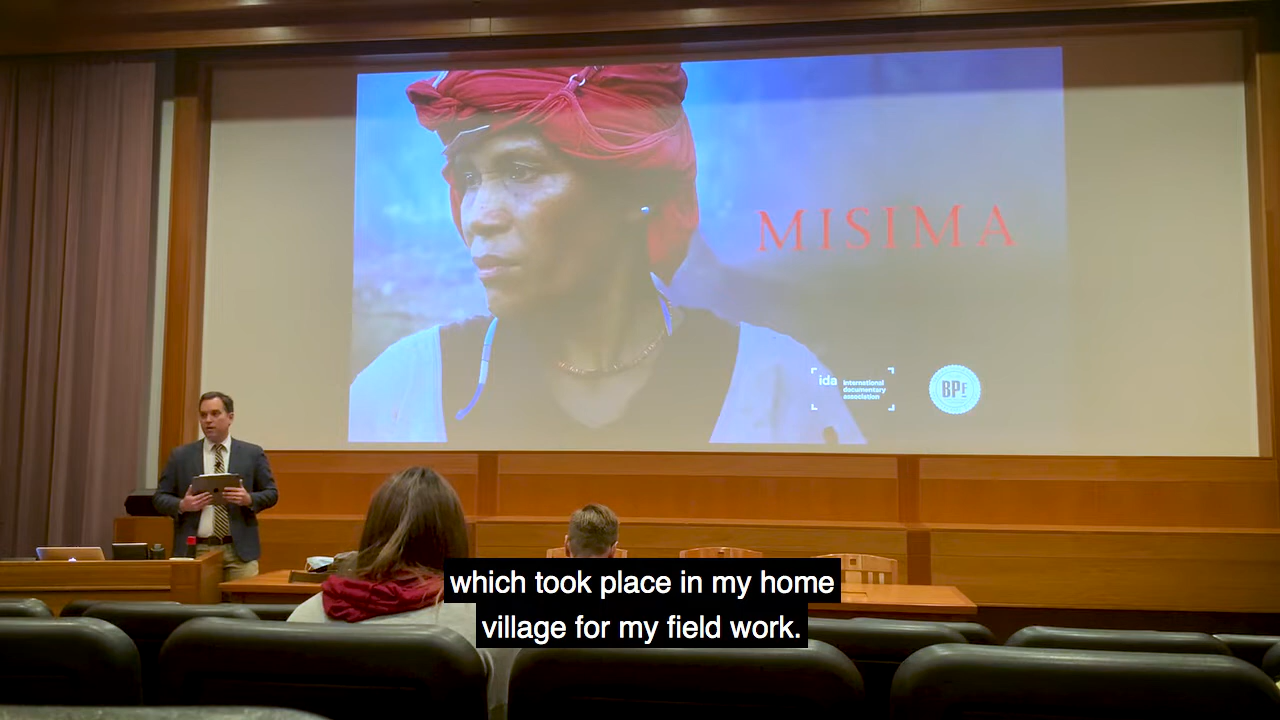 MISIMA
ida
international
documentary
association
BPF
which took place in my home
village for my field work.